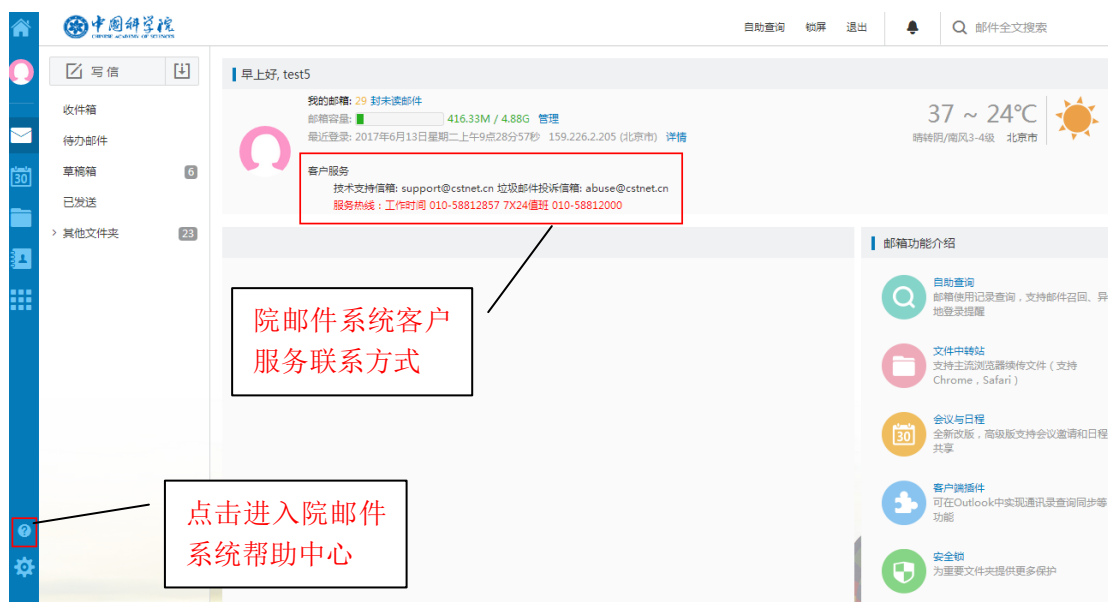 中国科学院
CHINESE ACADEMY OF SCIENCES
自助查询 锁屏 退出 邮件全文搜索
写信
收件箱
待办邮件
草稿箱 6
已发送
其他文件夹 23
30
早上好, test5
我的邮箱: 29 封未读邮件
邮箱容量: 416.33M / 4.88G 管理
最近登录: 2017年6月13日星期二上午9点28分57秒 159.226.2.205 (北京市) 详情
客户服务
技术支持信箱: support@cstnet.cn 垃圾邮件投诉信箱: abuse@cstnet.cn
服务热线：工作时间 010-58812857 7X24值班 010-58812000
37 ~ 24℃
晴转阴/南风3-4级 北京市
院邮件系统客户
服务联系方式
点击进入院邮件
系统帮助中心
邮箱功能介绍
自助查询
邮箱使用记录查询，支持邮件召回、异
地登录提醒
文件中转站
支持主流浏览器续传文件（支持
Chrome，Safari）
30
会议与日程
全新改版，高级版支持会议邀请和日程
共享
客户端插件
可在Outlook中实现通讯录查询同步等
功能
安全锁
为重要文件夹提供更多保护